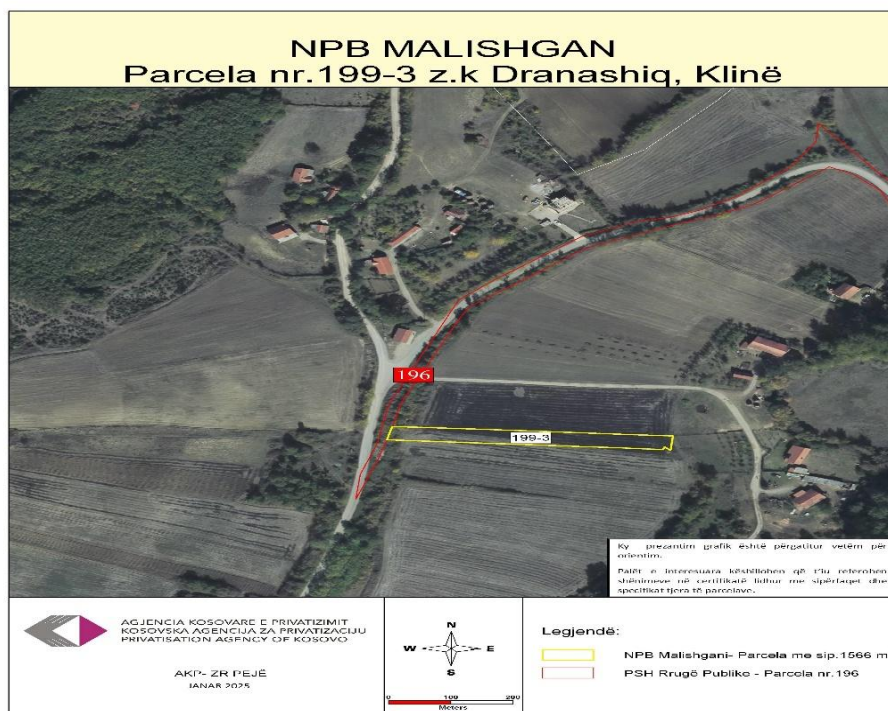 NPB MALISHGAN
Parcela nr.199-3 z.k Dranashiq, Klinë
196
199-3
Ky prezantim grafik është përgatitur vetëm për
orientim.
Palët e interesuara këshillohen që t'iu referohen
shënimeve në certifikatë lidhur me sipërfaqet dhe
specifikat tjera të parcelave.
AGJENCIA KOSOVARE E PRIVATIZIMIT
KOSOVSKA AGENCIJA ZA PRIVATIZACIJU
PRIVATISATION AGENCY OF KOSOVO
AKP- ZR PEJË
JANAR 2025
N
W E
S
0 100 200
Meters
Legjendë:
NPB Malishgani- Parcela me sip.1566 m
PSH Rrugë Publike - Parcela nr.196